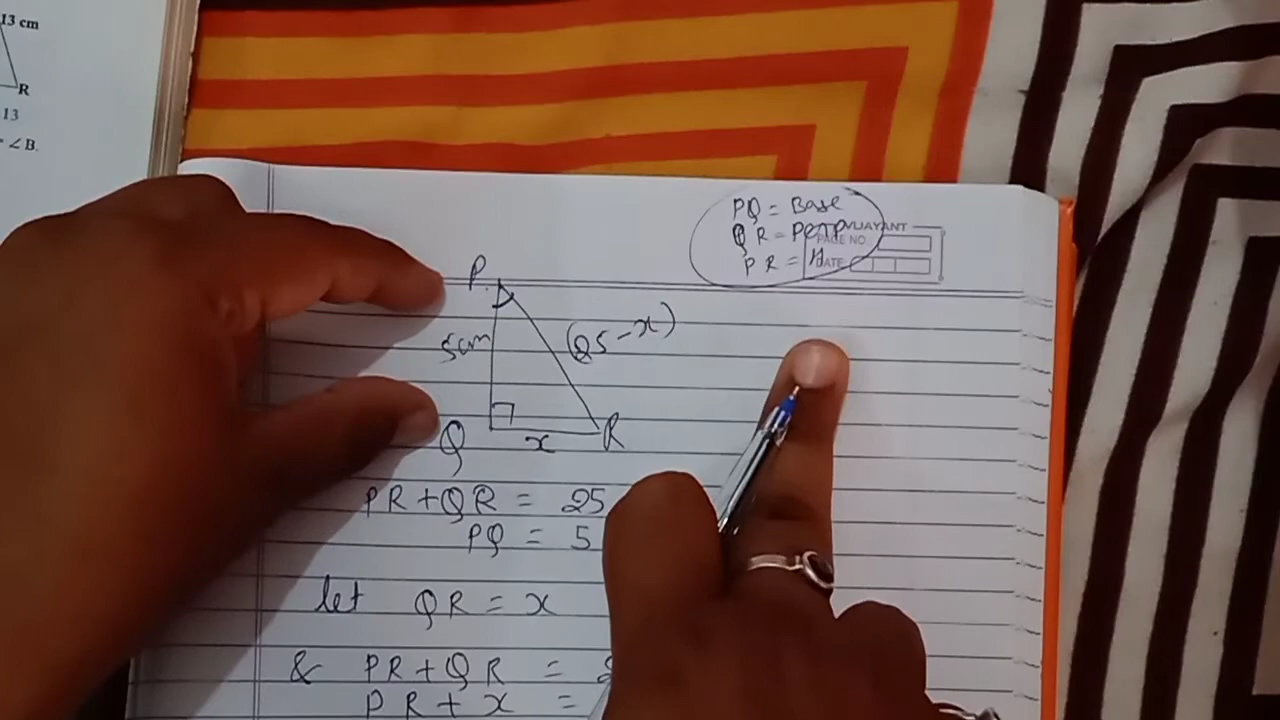 13 cm
R
13
∠B.
PQ = Base
QR = Perp
PR = H
VIJAYANT
PAGE NO.
DATE
P
5cm
(25-x)
Q
x
R
PR+QR = 25
PQ = 5
let QR = x
& PR+QR =
PR+x =